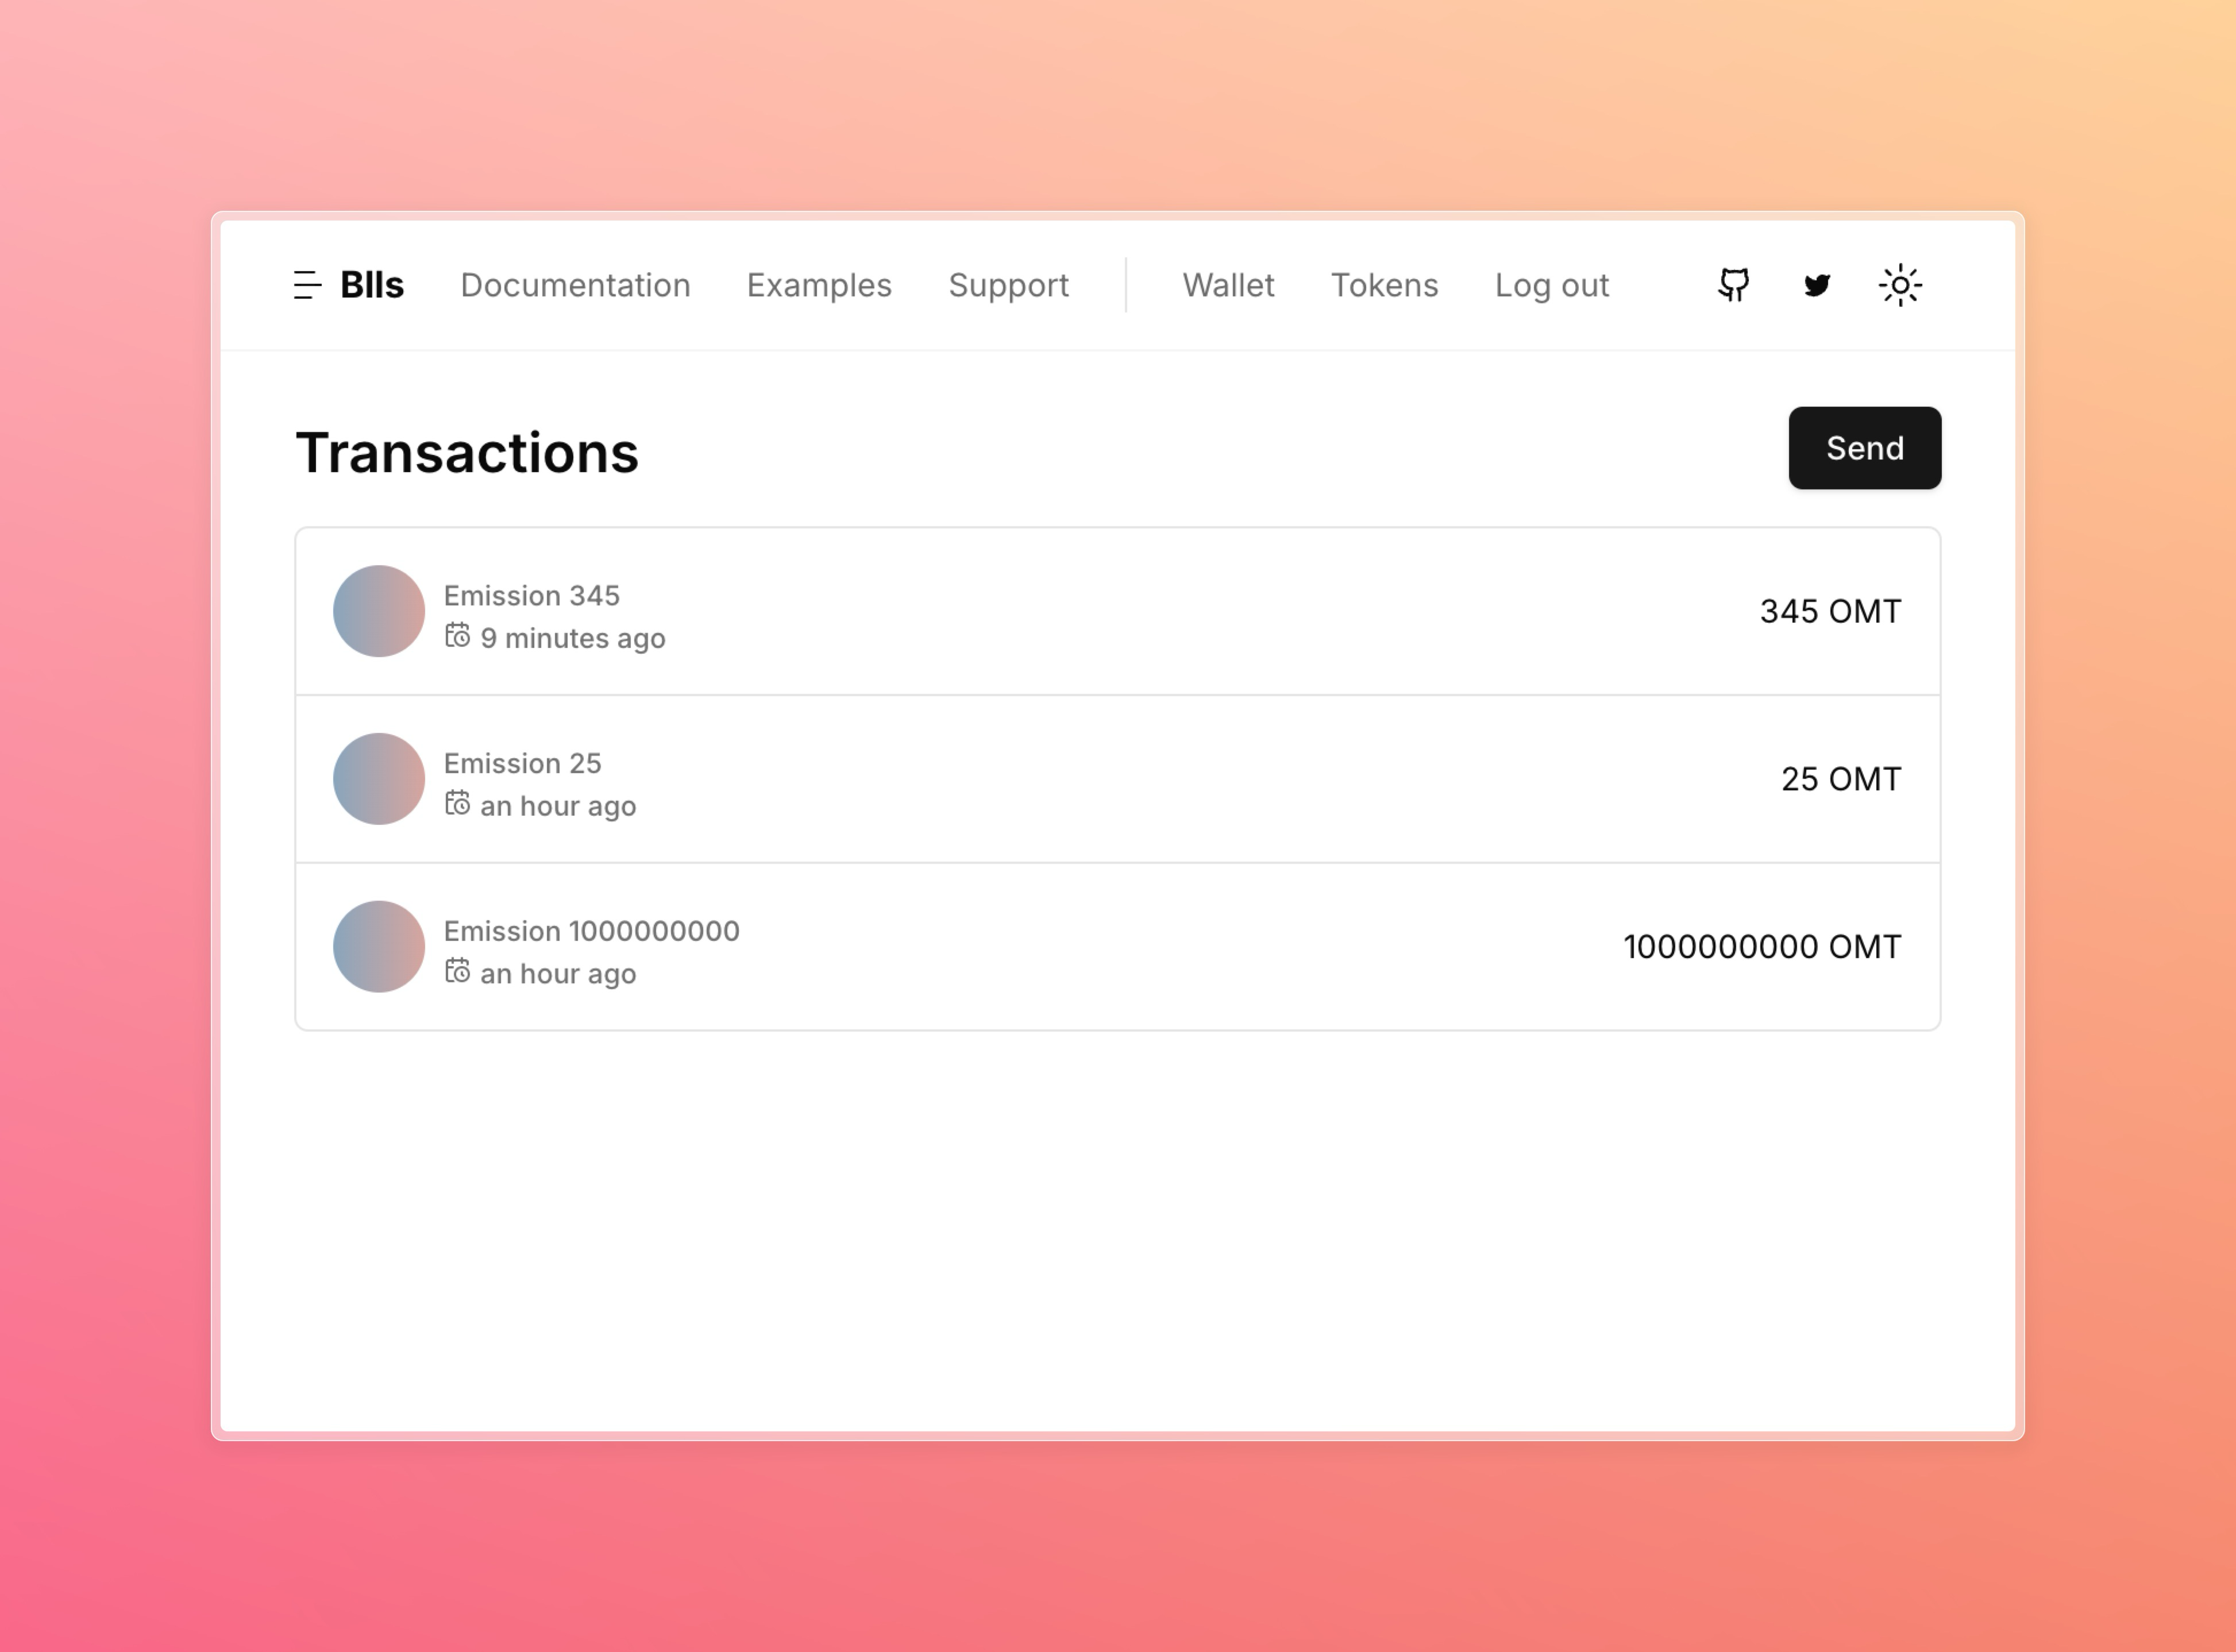 Blls Documentation Examples Support Wallet Tokens Log out
Transactions
Send
Emission 345
9 minutes ago
345 OMT
Emission 25
an hour ago
25 OMT
Emission 1000000000
an hour ago
1000000000 OMT